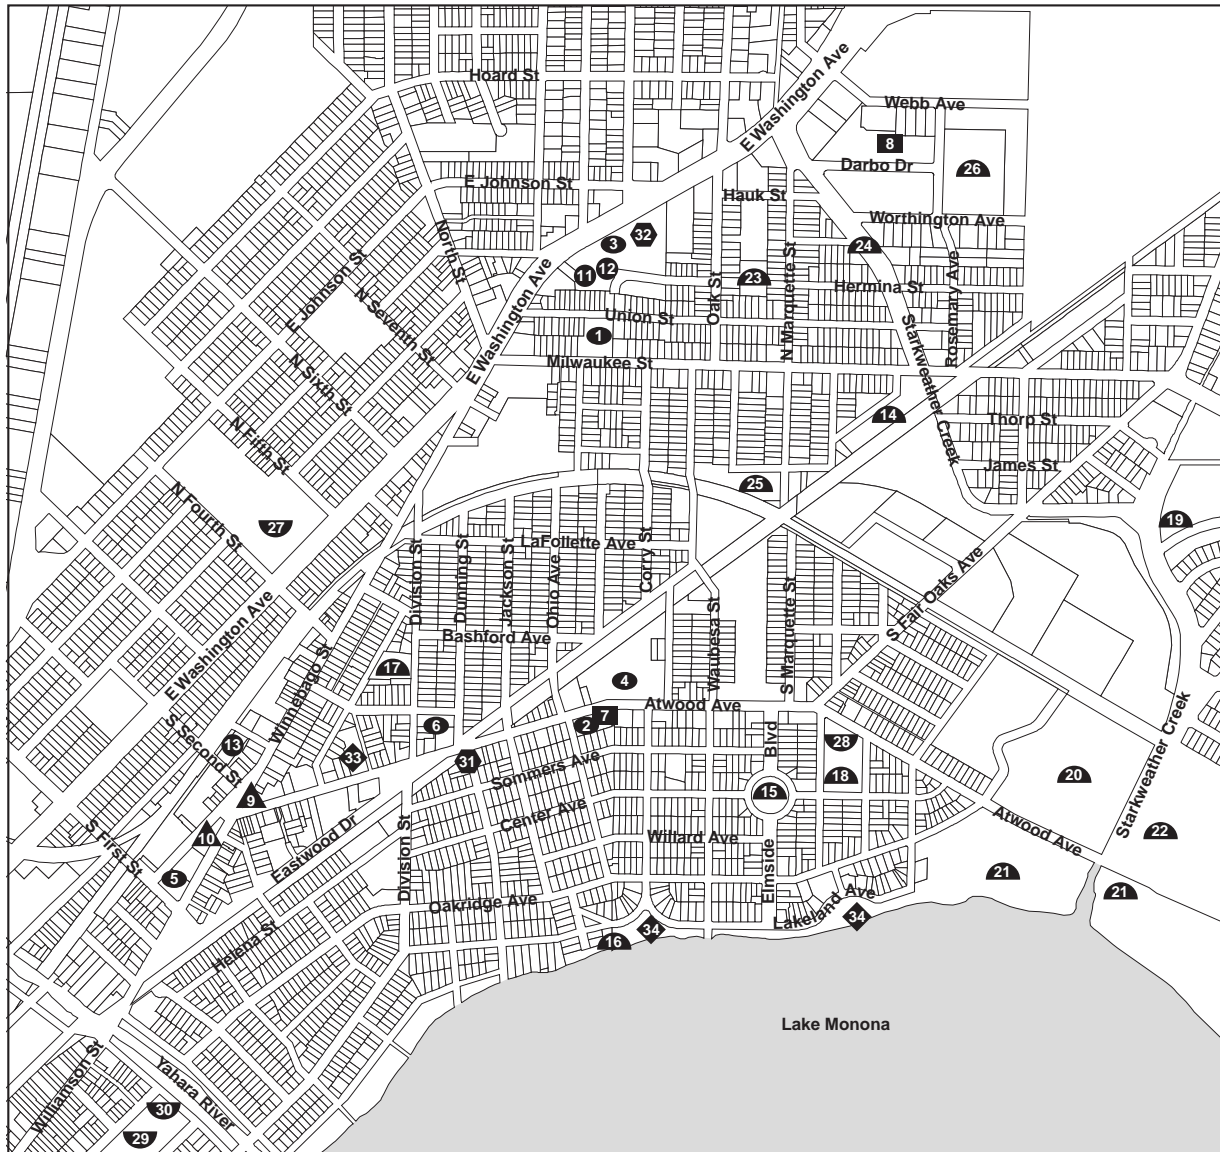 Hoard St
E Washington Ave
Webb Ave
8
Darbo Dr
26
E Johnson St
Hauk St
Worthington Ave
North St
32
3
24
E Johnson St
12
11
23
Hermina St
N Seventh St
E Washington Ave
Oak St
N Marquette St
Rosemary Ave
Union St
1
Starkweather Creek
Milwaukee St
N Sixth St
14
Thorp St
N Fifth St
James St
25
N Fourth St
27
19
LaFollette Ave
Division St
Dunning St
Jackson St
Ohio Ave
Corry St
S Fair Oaks Ave
E Washington Ave
Winnebago St
Bashford Ave
Waubesa St
S Marquette St
17
4
Atwood Ave
S Second St
6
2
7
Blvd
28
13
33
31
Sommers Ave
18
20
9
15
Starkweather Creek
Center Ave
10
Willard Ave
Atwood Ave
22
S First St
Eastwood Dr
Division St
5
21
21
Elmside
Oakridge Ave
Lakeland Ave
34
34
16
Helena St
Lake Monona
Williamson St
Yahara River
30
29